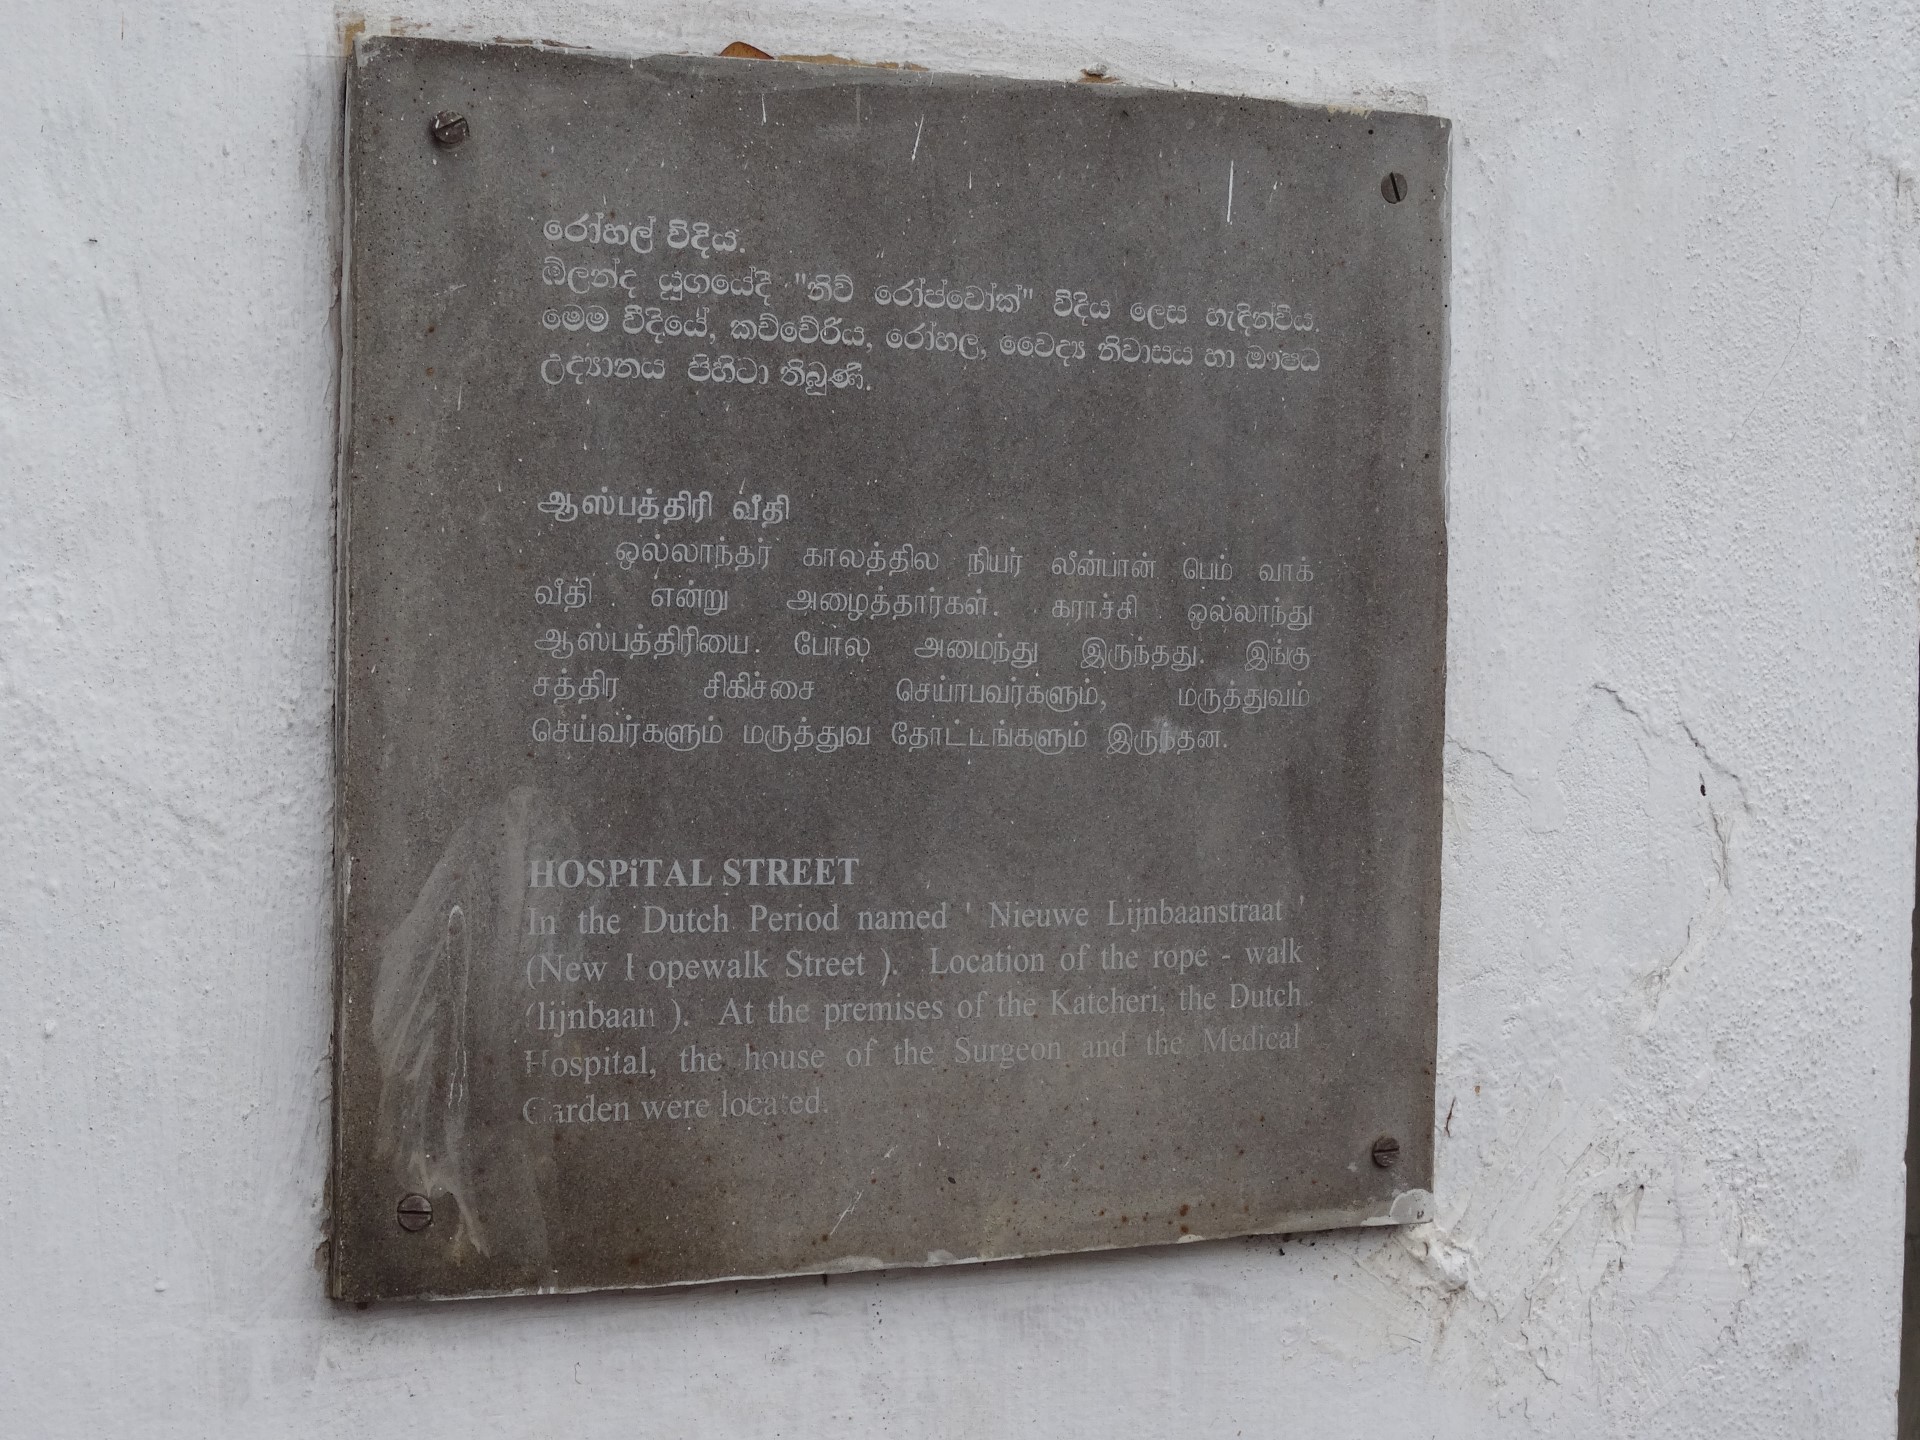 රෝහල් විදිය.
ඕලන්ද යුගයේදී "නිව් රෝප්වෝක්" විදිය ලෙස හැඳින්විය.
මෙම වීදියේ, කච්චේරිය, රෝහල, වෛද්‍ය නිවාසය හා ඖෂධ
උද්‍යානය පිහිටා තිබුණි.
ஆஸ்பத்திரி வீதி
ஒல்லாந்தர் காலத்தில நியர் லீன்பான் பெம் வாக்
வீதி என்று அழைத்தார்கள். கராச்சி ஒல்லாந்து
ஆஸ்பத்திரியை போல அமைந்து இருந்தது. இங்கு
சத்திர சிகிச்சை செய்பவர்களும், மருத்துவம்
செய்வர்களும் மருத்துவ தோட்டங்களும் இருந்தன.
HOSPiTAL STREET
In the Dutch Period named ' Nieuwe Lijnbaanstraat '
(New Ropewalk Street ). Location of the rope - walk
(lijnbaan ). At the premises of the Katcheri, the Dutch
Hospital, the house of the Surgeon and the Medical
Garden were located.